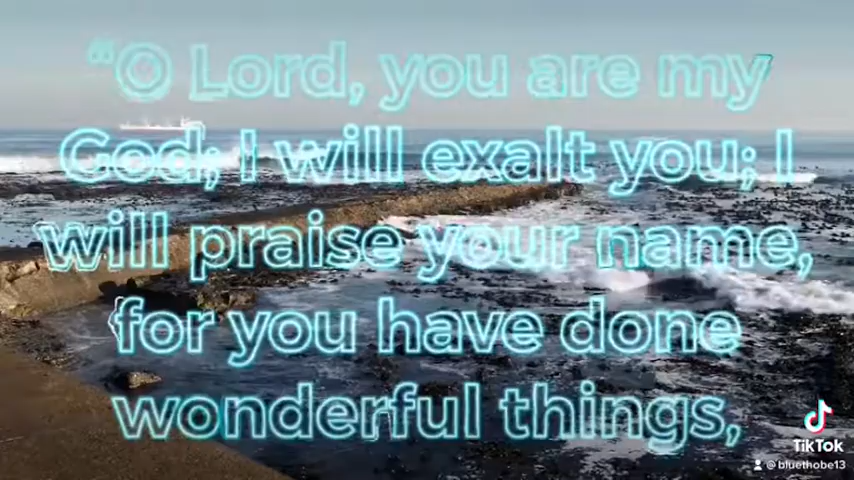 “O Lord, you are my
God; I will exalt you; I
will praise your name,
for you have done
wonderful things,
TikTok
@bluethobe13